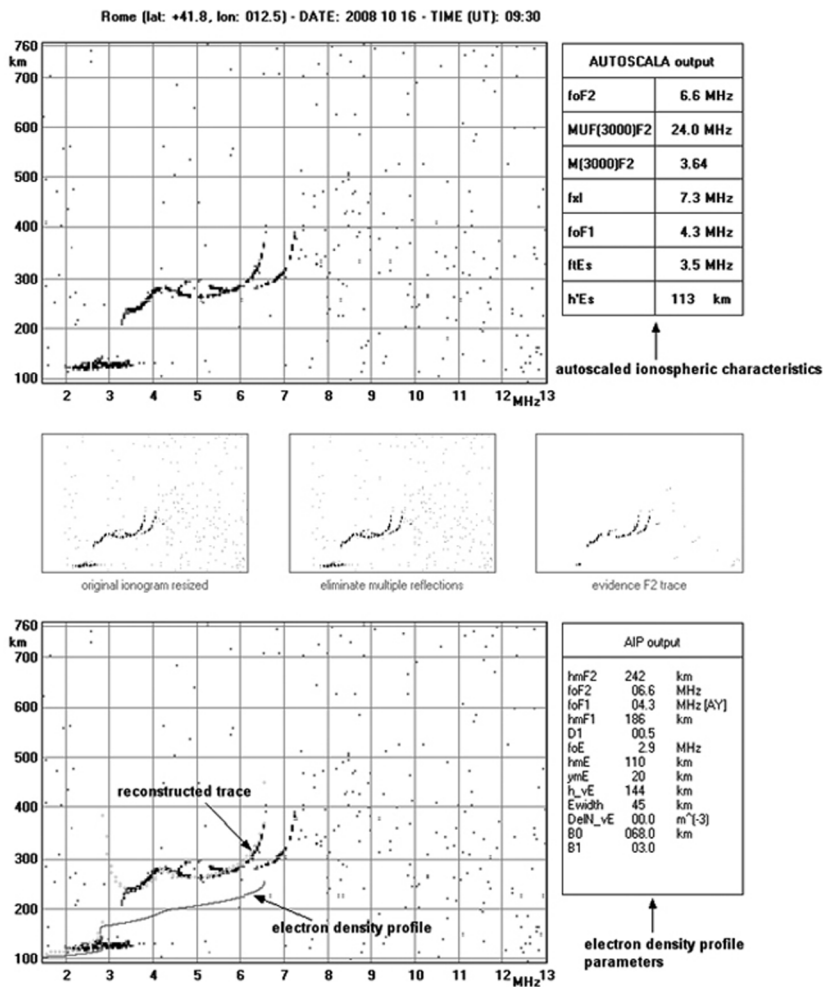 Rome (lat: +41.8, lon: 012.5) - DATE: 2008 10 16 - TIME (UT): 09:30
760
km
700
600
500
400
300
200
100
2 3 4 5 6 7 8 9 10 11 12 MHz 13
AUTOSCALA output
foF2 6.6 MHz
MUF(3000)F2 24.0 MHz
M(3000)F2 3.64
fxI 7.3 MHz
foF1 4.3 MHz
ftEs 3.5 MHz
h'Es 113 km
autoscaled ionospheric characteristics
original ionogram resized
eliminate multiple reflections
evidence F2 trace
760
km
700
600
500
400
300
200
100
2 3 4 5 6 7 8 9 10 11 12 MHz 13
reconstructed trace
electron density profile
AIP output
hmF2 242 km
foF2 06.6 MHz
foF1 04.3 MHz [AY]
hmF1 186 km
D1 00.5
foE 2.9 MHz
hmE 110 km
ymE 20 km
h_vE 144 km
Ewidth 45 km
DelN_vE 00.0 m^(-3)
B0 068.0 km
B1 03.0
electron density profile
parameters